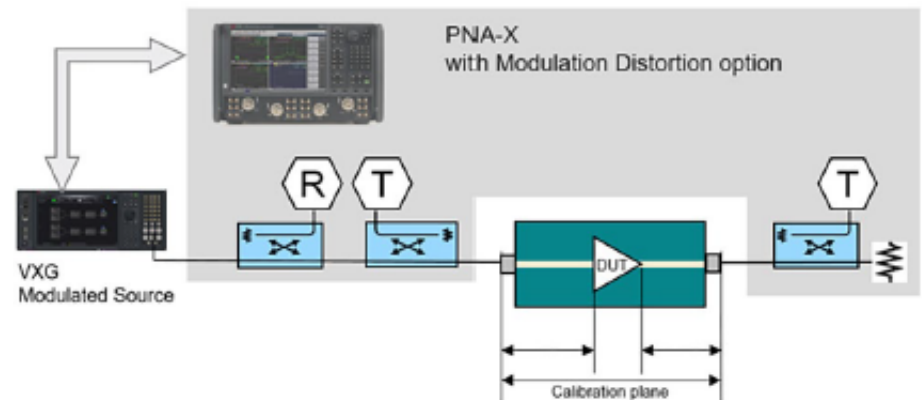 PNA-X
with Modulation Distortion option
R
T
T
VXG
Modulated Source
DUT
Calibration plane